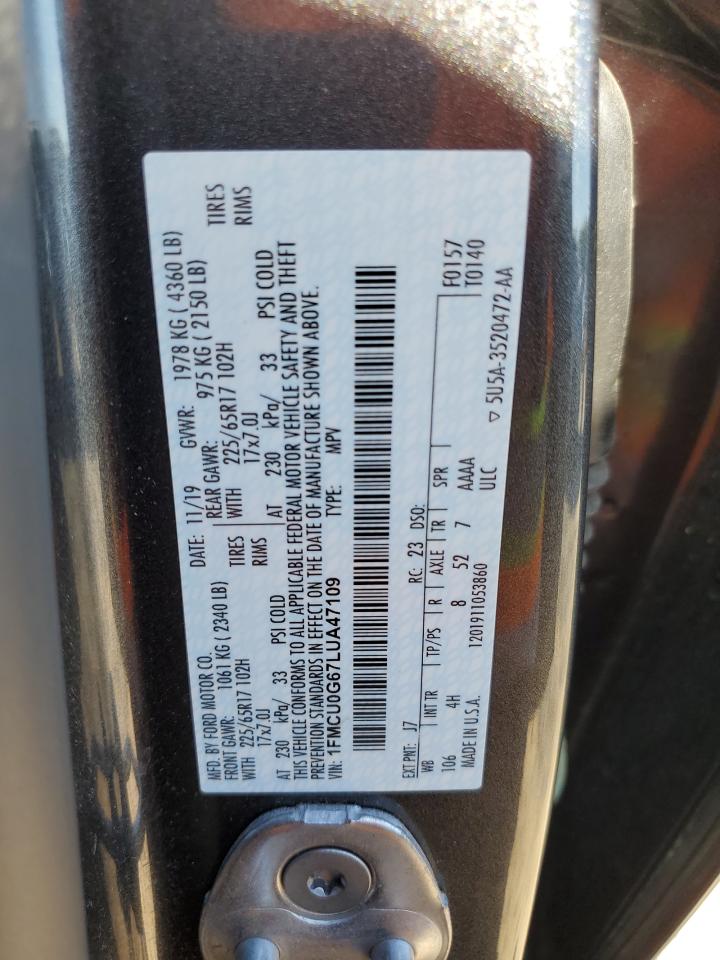 MFD. BY FORD MOTOR CO. DATE: 11/19 GVWR: 1978 KG ( 4360 LB)
FRONT GAWR: 1061 KG ( 2340 LB) REAR GAWR: 975 KG ( 2150 LB)
WITH 225/65R17 102H TIRES WITH 225/65R17 102H TIRES
17x7.0J RIMS 17x7.0J RIMS
AT 230 kPa/ 33 PSI COLD AT 230 kPa/ 33 PSI COLD
THIS VEHICLE CONFORMS TO ALL APPLICABLE FEDERAL MOTOR VEHICLE SAFETY AND THEFT
PREVENTION STANDARDS IN EFFECT ON THE DATE OF MANUFACTURE SHOWN ABOVE.
VIN: 1FMCU0G67LUA47109 TYPE: MPV
EXT PNT: J7 RC: 23 DSO: F0157
T0140
WB INT TR TP/PS R AXLE TR SPR
106 4H 8 52 7 AAAA
ULC
MADE IN U.S.A. 1201911053860
▽ 5U5A-3520472-AA